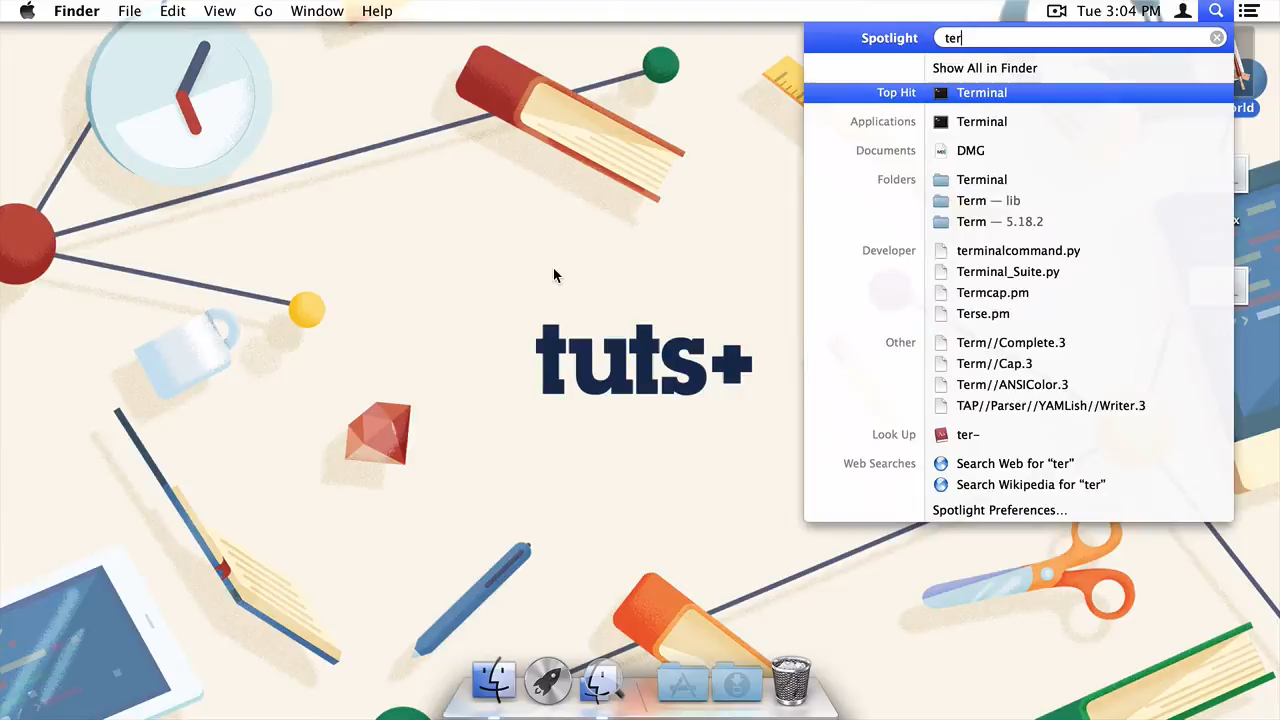 Finder File Edit View Go Window Help Tue 3:04 PM
Spotlight ter
Show All in Finder
Top Hit Terminal
Applications Terminal
Documents DMG
Folders Terminal
Term — lib
Term — 5.18.2
Developer terminalcommand.py
Terminal_Suite.py
Termcap.pm
Terse.pm
Other Term//Complete.3
Term//Cap.3
Term//ANSIColor.3
TAP//Parser//YAMLish//Writer.3
Look Up ter-
Web Searches Search Web for “ter”
Search Wikipedia for “ter”
Spotlight Preferences...
orld
x
tuts+